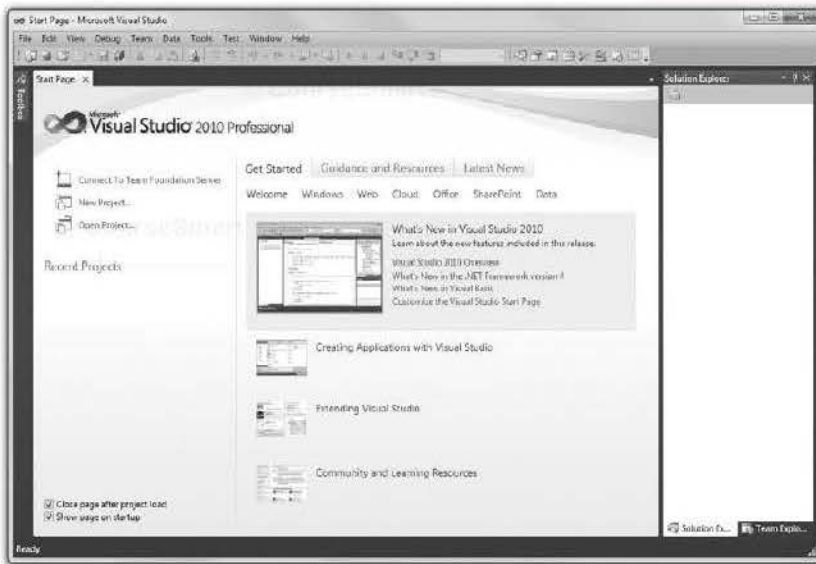 Start Page - Microsoft Visual Studio
File Edit View Debug Team Data Tools Test Window Help
Toolbox
Start Page
Solution Explorer
Microsoft
Visual Studio 2010 Professional
Connect To Team Foundation Server
New Project...
Open Project...
Recent Projects
Get Started Guidance and Resources Latest News
Welcome Windows Web Cloud Office SharePoint Data
What's New in Visual Studio 2010
Learn about the new features included in this release.
Visual Studio 2010 Overview
What's New in the .NET Framework version 4
What's New in Visual Basic
Customize the Visual Studio Start Page
Creating Applications with Visual Studio
Extending Visual Studio
Community and Learning Resources
Close page after project load
Show page on startup
Solution Ex... Team Explo...
Ready